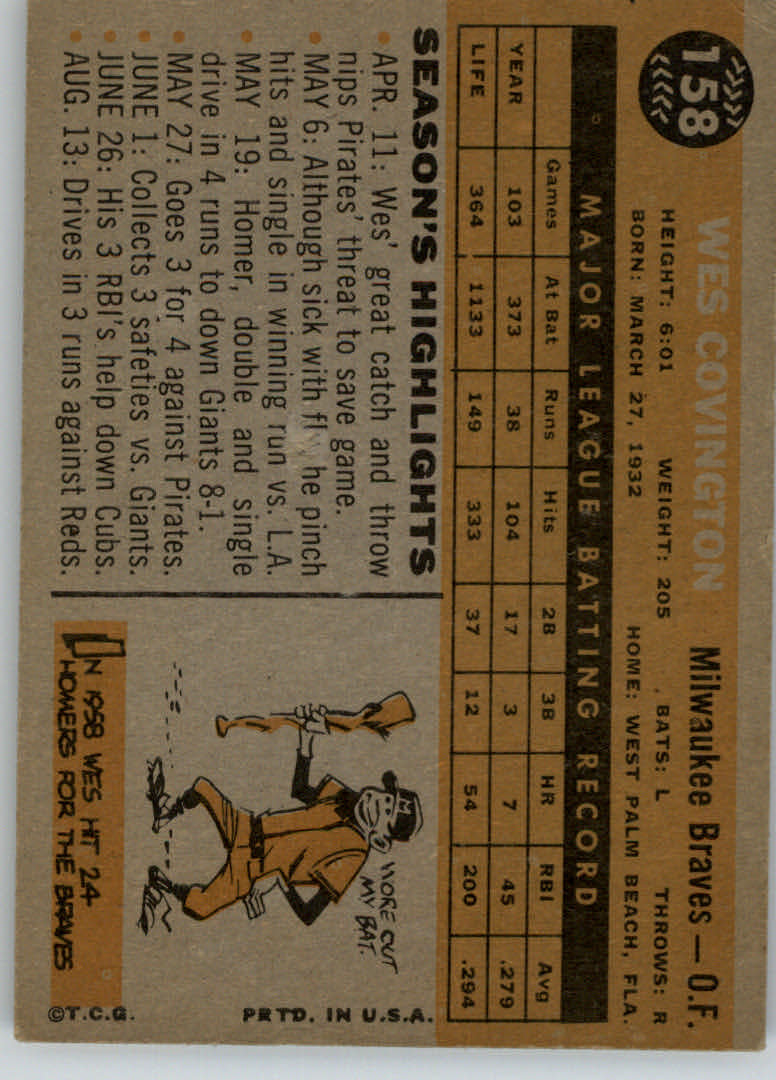 158
WES COVINGTON Milwaukee Braves — O.F.
HEIGHT: 6:01 WEIGHT: 205 BATS: L THROWS: R
BORN: MARCH 27, 1932 HOME: WEST PALM BEACH, FLA.
MAJOR LEAGUE BATTING RECORD
Games At Bat Runs Hits 2B 3B HR RBI Avg
YEAR 103 373 38 104 17 3 7 45 .279
LIFE 364 1133 149 333 37 12 54 200 .294
SEASON'S HIGHLIGHTS
• APR. 11: Wes' great catch and throw
nips Pirates' threat to save game.
• MAY 6: Although sick with fl he pinch
hits and single in winning run vs. L.A.
• MAY 19: Homer, double and single
drive in 4 runs to down Giants 8-1.
• MAY 27: Goes 3 for 4 against Pirates.
• JUNE 1: Collects 3 safeties vs. Giants.
• JUNE 26: His 3 RBI's help down Cubs.
• AUG. 13: Drives in 3 runs against Reds.
M
WORE OUT
MY BAT.
IN 1958 WES HIT 24
HOMERS FOR THE BRAVES
©T.C.G. PRTD. IN U.S.A.